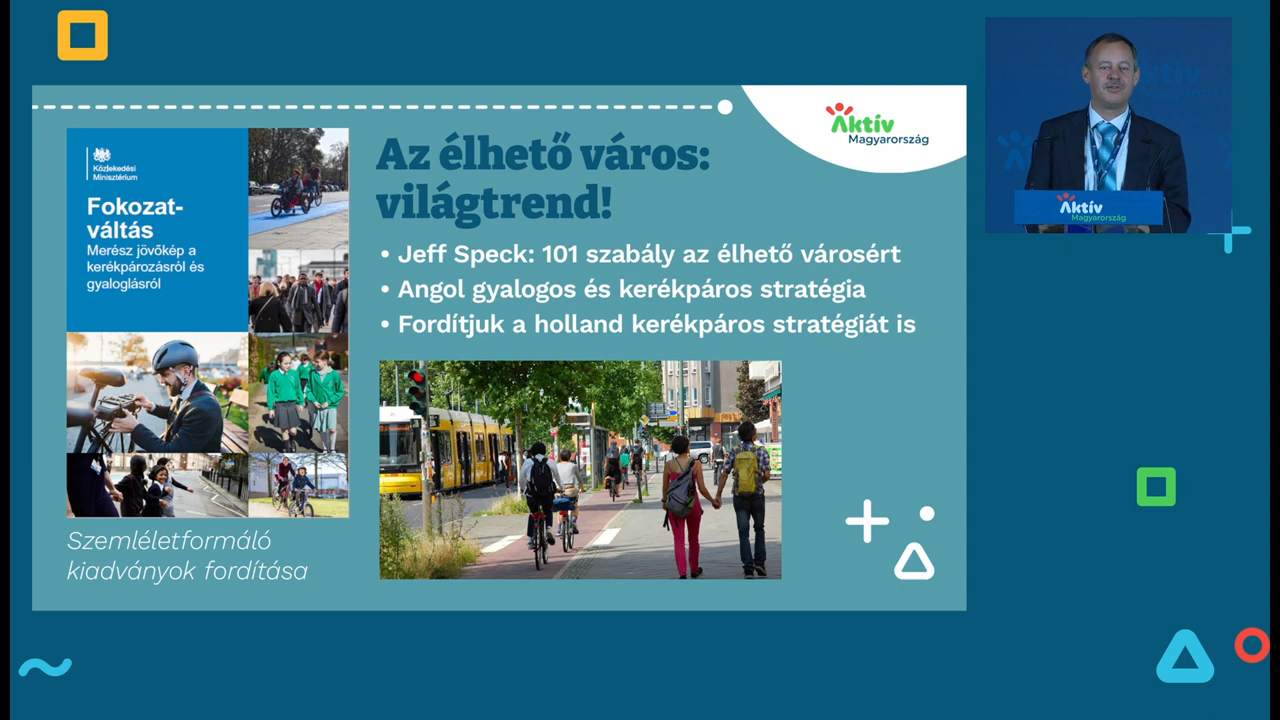 Közlekedési
Minisztérium
Fokozat-
váltás
Merész jövőkép a
kerékpározásról és
gyaloglásról
Szemléletformáló
kiadványok fordítása
Az élhető város:
világtrend!
• Jeff Speck: 101 szabály az élhető városért
• Angol gyalogos és kerékpáros stratégia
• Fordítjuk a holland kerékpáros stratégiát is
Aktív
Magyarország
Aktív
Magyarország